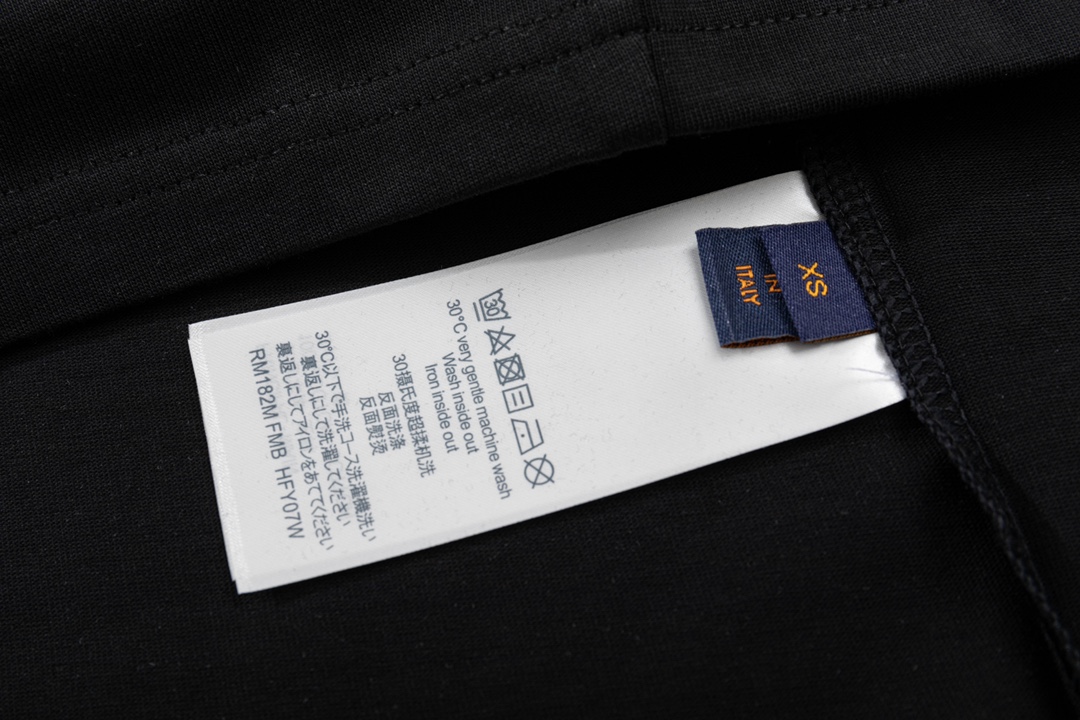 XS
IN
ITALY
30
30°C very gentle machine wash
Wash inside out
Iron inside out
30摄氏度超揉机洗
反面洗涤
反面熨烫
30℃以下で手洗コース洗濯機洗い
裏返しにして洗濯してください
裏返しにしてアイロンをあててください
RM182M FMB HFY07W